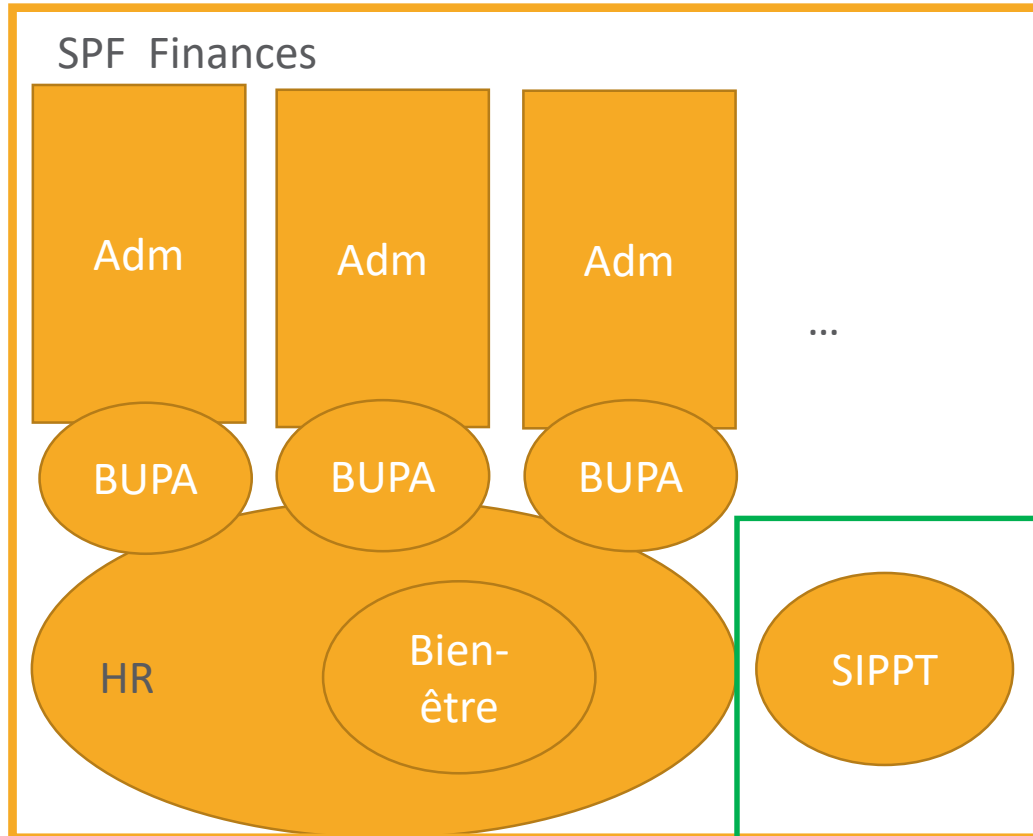 SPF  Finances
Adm
Adm
Adm
...
BUPA
BUPA
BUPA
HR
Bien-
être
SIPPT